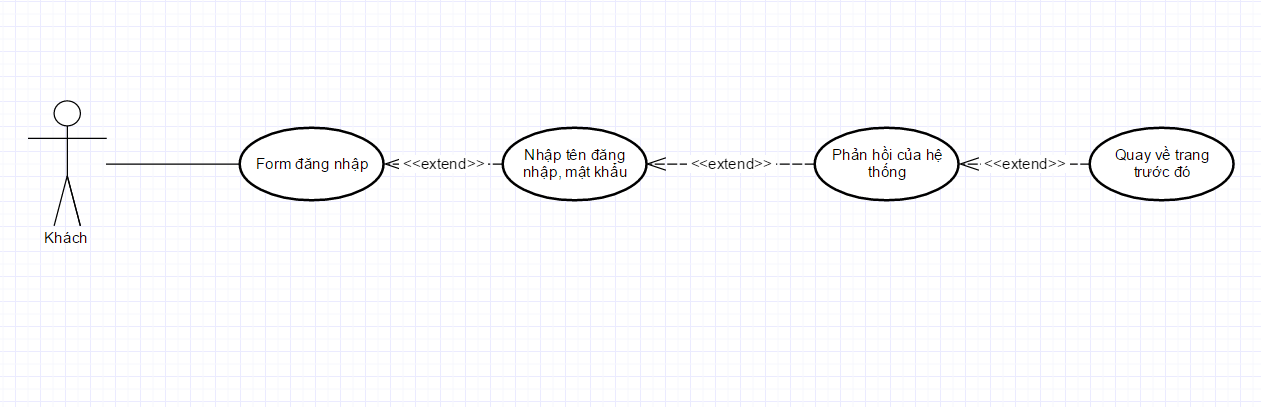 Khách
Form đăng nhập
<<extend>>
Nhập tên đăng
nhập, mật khẩu
<<extend>>
Phản hồi của hệ
thống
<<extend>>
Quay về trang
trước đó